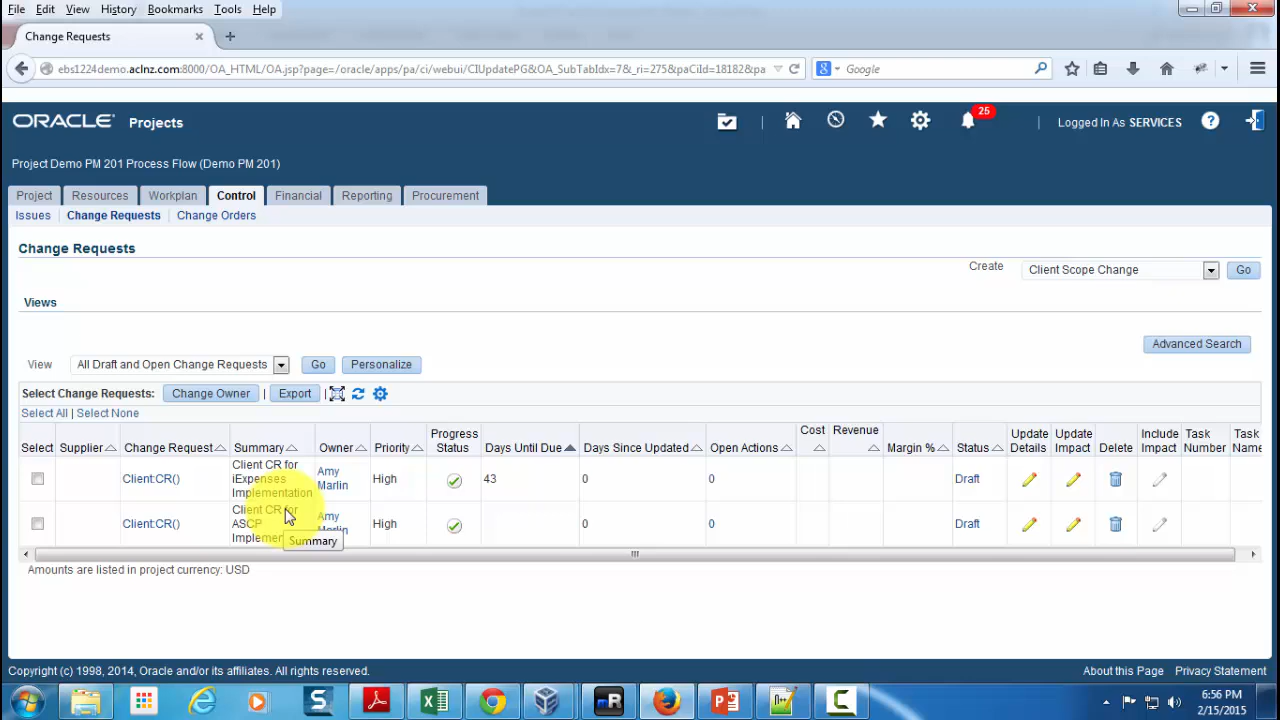 File Edit View History Bookmarks Tools Help
Change Requests
ebs1224demo.aclnz.com:8000/OA_HTML/OA.jsp?page=/oracle/apps/pa/ci/webui/CIUpdatePG&OA_SubTabIdx=7&_ri=275&paCiId=18182&pa
Google
ORACLE Projects
25
Logged In As SERVICES
Project Demo PM 201 Process Flow (Demo PM 201)
Project Resources Workplan Control Financial Reporting Procurement
Issues Change Requests Change Orders
Change Requests
Create Client Scope Change Go
Views
Advanced Search
View All Draft and Open Change Requests Go Personalize
Select Change Requests: Change Owner | Export |
Select All | Select None
Select Supplier Change Request Summary Owner Priority Progress Status Days Until Due Days Since Updated Open Actions Cost Revenue Margin % Status Update Details Update Impact Delete Include Impact Task Number Task Name
Client:CR() Client CR for iExpenses Implementation Amy Marlin High 43 0 0 Draft
Client:CR() Client CR for ASCP Implemen Amy Marlin High 0 0 Draft
Summary
Amounts are listed in project currency: USD
Copyright (c) 1998, 2014, Oracle and/or its affiliates. All rights reserved.
About this Page Privacy Statement
6:56 PM
2/15/2015